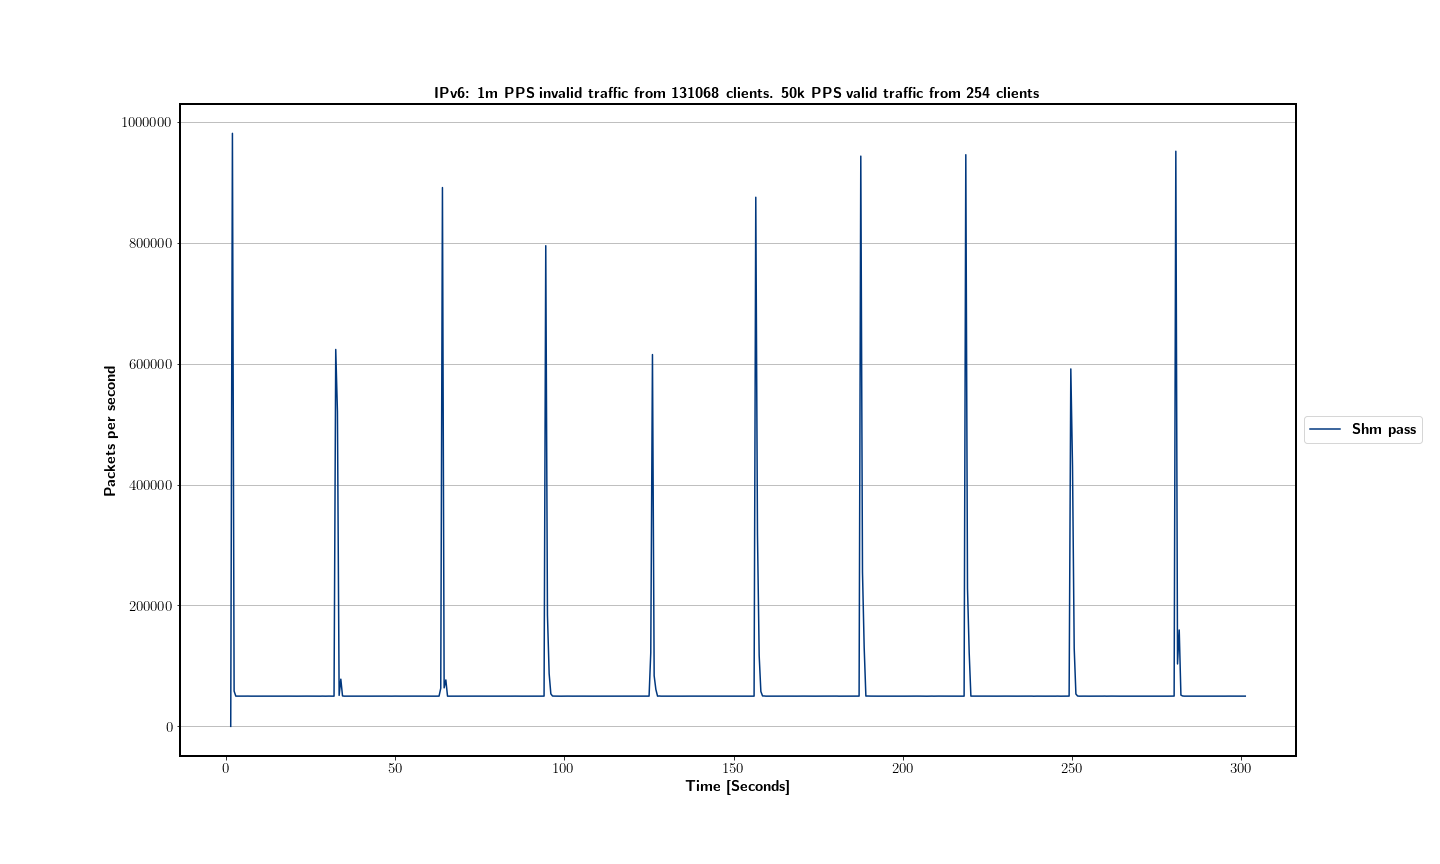 IPv6: 1m PPS invalid traffic from 131068 clients. 50k PPS valid traffic from 254 clients
1000000
800000
600000
400000
200000
0
Packets per second
0 50 100 150 200 250 300
Time [Seconds]
Shm pass